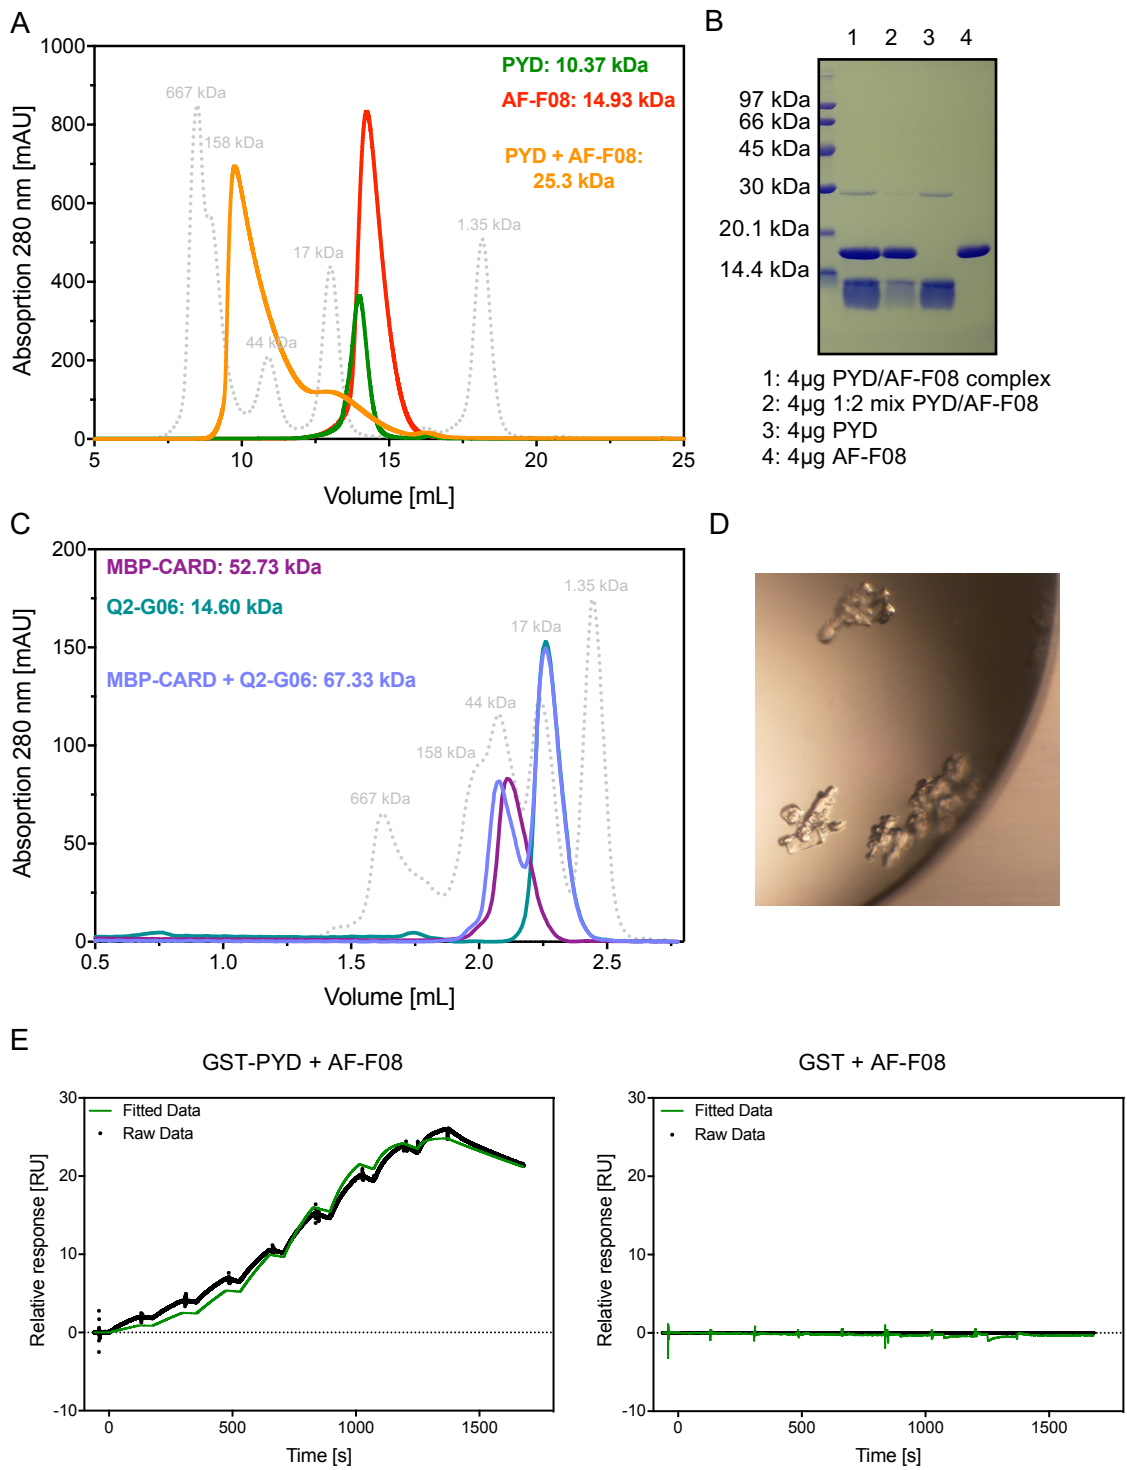 A
1000
800
600
400
200
0
Absoprtion 280 nm [mAU]
667 kDa
158 kDa
44 kDa
17 kDa
1.35 kDa
PYD: 10.37 kDa
AF-F08: 14.93 kDa
PYD + AF-F08:
25.3 kDa
5
10
15
20
25
Volume [mL]
B
1
2
3
4
97 kDa
66 kDa
45 kDa
30 kDa
20.1 kDa
14.4 kDa
1: 4µg PYD/AF-F08 complex
2: 4µg 1:2 mix PYD/AF-F08
3: 4µg PYD
4: 4µg AF-F08
C
200
150
100
50
0
Absoprtion 280 nm [mAU]
MBP-CARD: 52.73 kDa
Q2-G06: 14.60 kDa
MBP-CARD + Q2-G06: 67.33 kDa
667 kDa
158 kDa
44 kDa
17 kDa
1.35 kDa
0.5
1.0
1.5
2.0
2.5
Volume [mL]
D
E
GST-PYD + AF-F08
30
20
10
0
-10
Relative response [RU]
Fitted Data
Raw Data
0
500
1000
1500
Time [s]
GST + AF-F08
30
20
10
0
-10
Relative response [RU]
Fitted Data
Raw Data
0
500
1000
1500
Time [s]